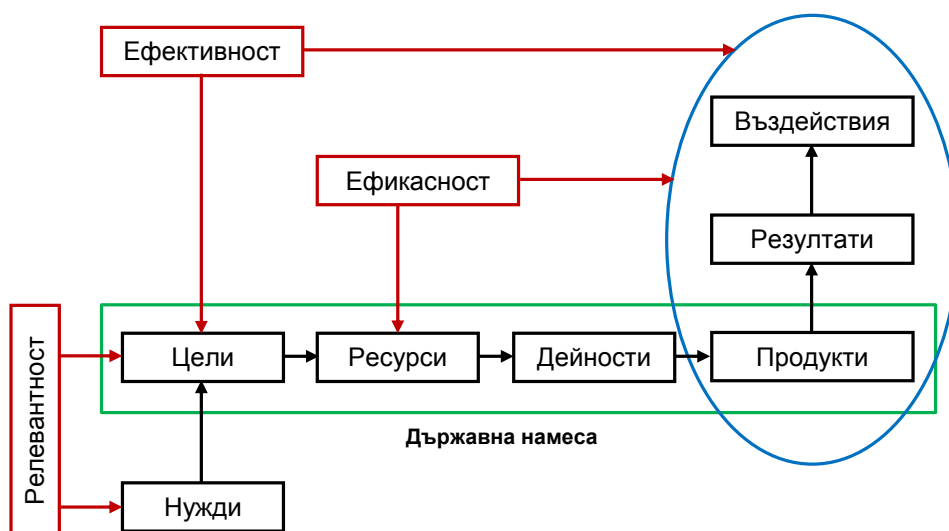 Ефективност
Въздействия
Ефикасност
Резултати
Релевантност
Цели
Ресурси
Дейности
Продукти
Държавна намеса
Нужди